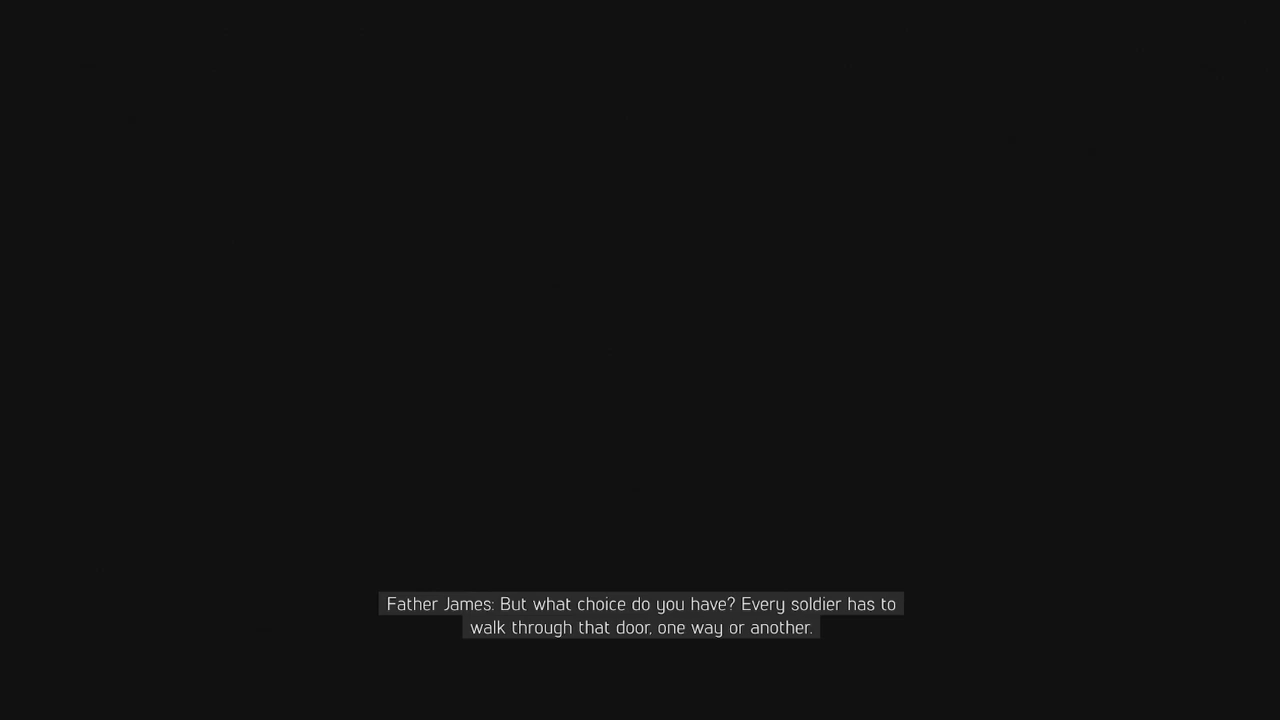 Father James: But what choice do you have? Every soldier has to
walk through that door, one way or another.